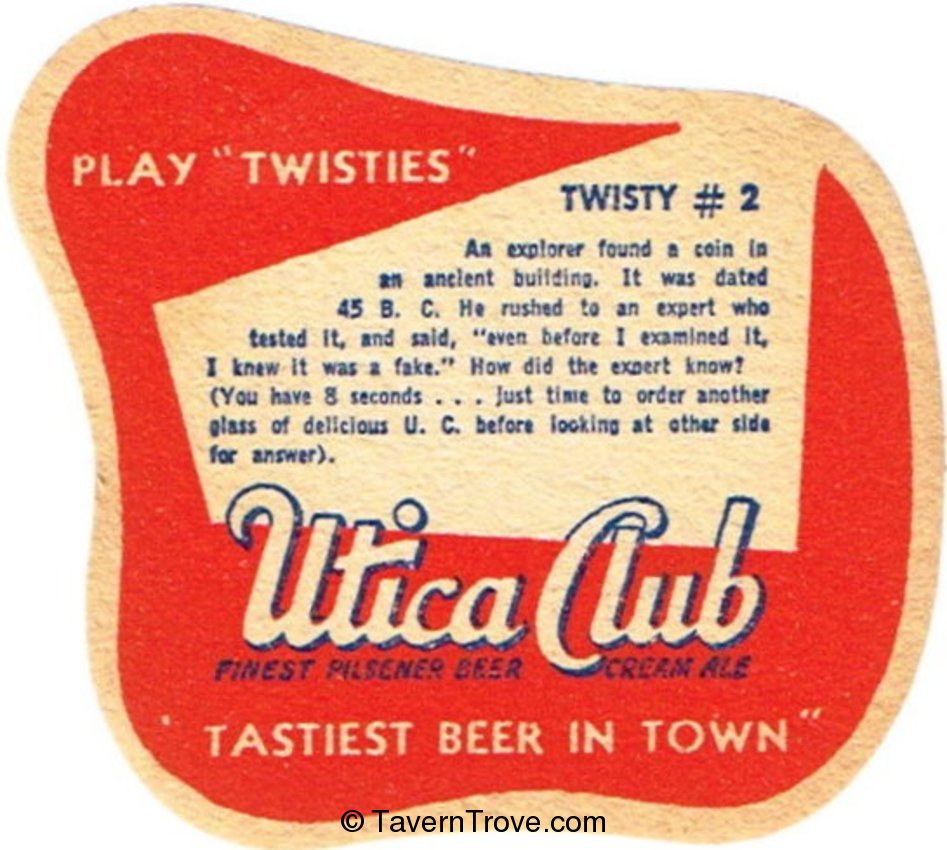 PLAY "TWISTIES"
TWISTY # 2
An explorer found a coin in
an ancient building. It was dated
45 B. C. He rushed to an expert who
tested it, and said, "even before I examined it,
I knew it was a fake." How did the expert know?
(You have 8 seconds . . . just time to order another
glass of delicious U. C. before looking at other side
for answer).
Utica Club
FINEST PILSENER BEER CREAM ALE
"TASTIEST BEER IN TOWN"
© TavernTrove.com